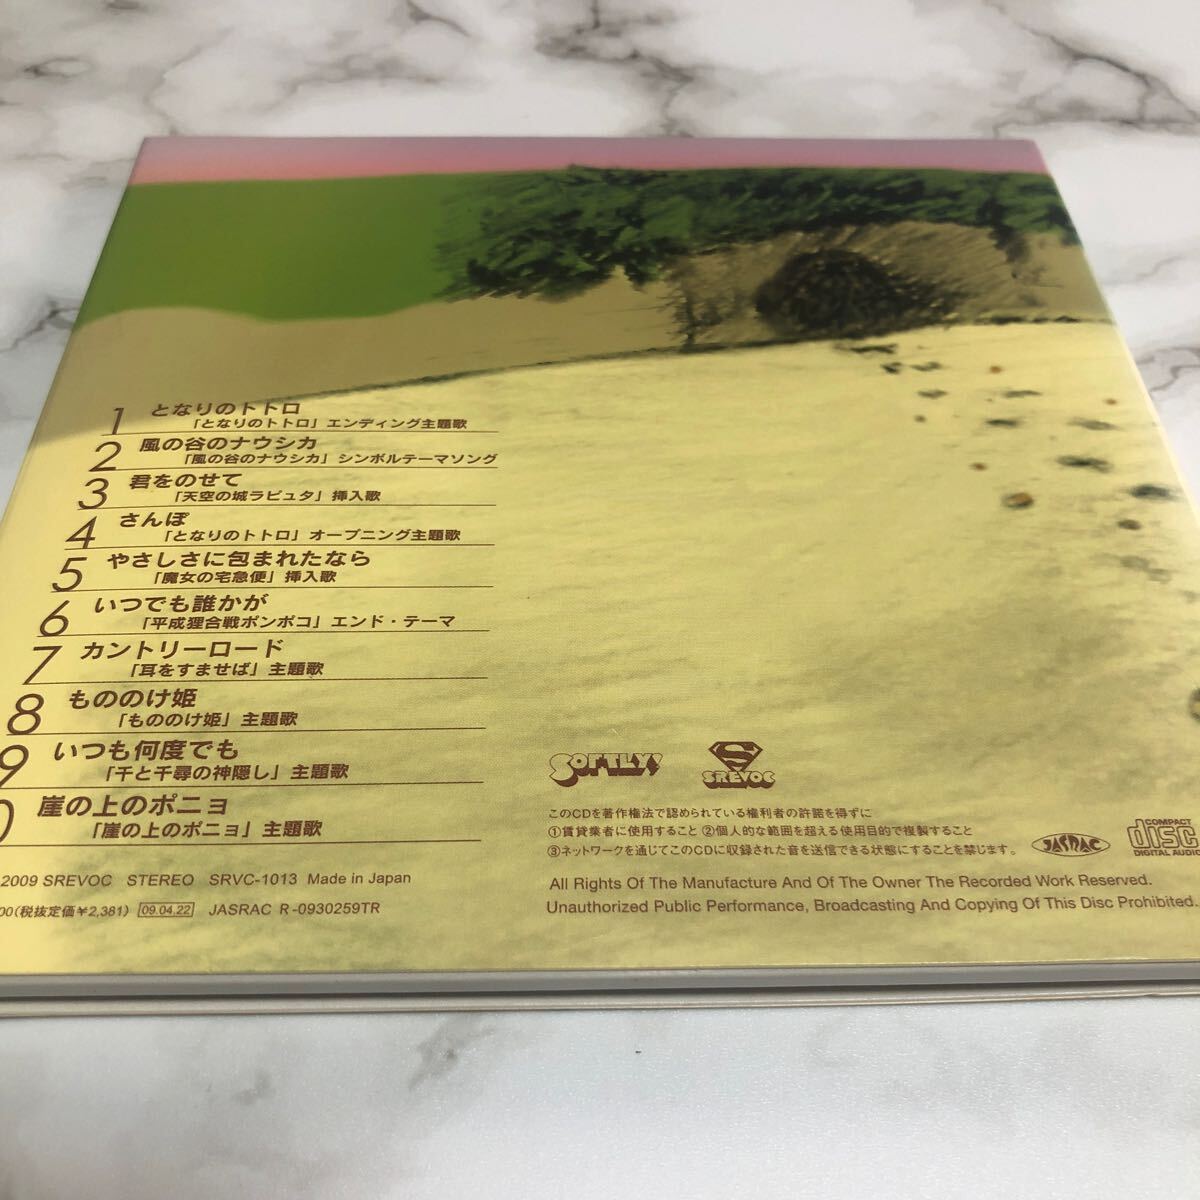 1 となりのトトロ
「となりのトトロ」エンディング主題歌
2 風の谷のナウシカ
「風の谷のナウシカ」シンボルテーマソング
3 君をのせて
「天空の城ラピュタ」挿入歌
4 さんぽ
「となりのトトロ」オープニング主題歌
5 やさしさに包まれたなら
「魔女の宅急便」挿入歌
6 いつでも誰かが
「平成狸合戦ポンポコ」エンド・テーマ
7 カントリーロード
「耳をすませば」主題歌
8 もののけ姫
「もののけ姫」主題歌
9 いつも何度でも
「千と千尋の神隠し」主題歌
0 崖の上のポニョ
「崖の上のポニョ」主題歌
2009 SREVOC STEREO SRVC-1013 Made in Japan
00(税抜定価¥2,381) 09.04.22 JASRAC R-0930259TR
SOFTLY!
S
SREVOC
このCDを著作権法で認められている権利者の許諾を得ずに
①賃貸業者に使用すること ②個人的な範囲を超える使用目的で複製すること
③ネットワークを通じてこのCDに収録された音を送信できる状態にすることを禁じます。
JASRAC
COMPACT
disc
DIGITAL AUDIO
All Rights Of The Manufacture And Of The Owner The Recorded Work Reserved.
Unauthorized Public Performance, Broadcasting And Copying Of This Disc Prohibited.